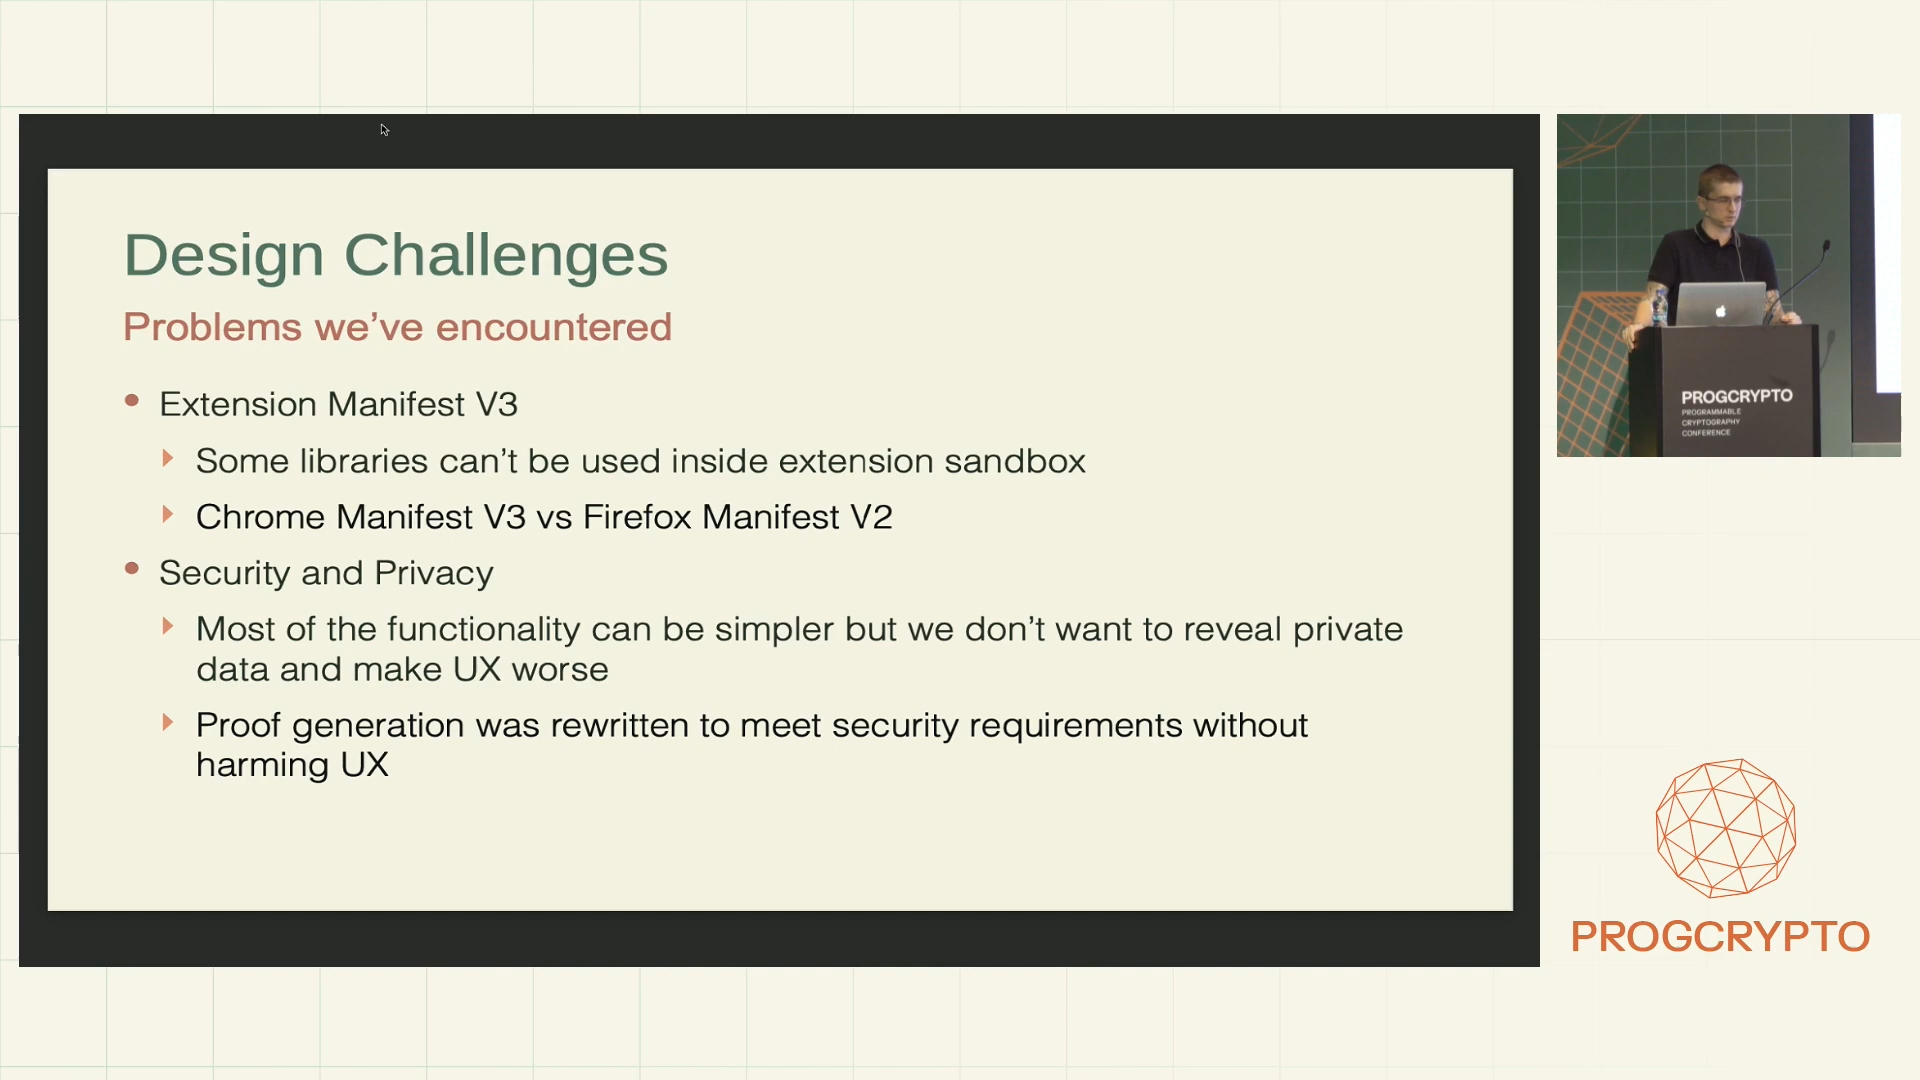 Design Challenges
Problems we’ve encountered
Extension Manifest V3
Some libraries can’t be used inside extension sandbox
Chrome Manifest V3 vs Firefox Manifest V2
Security and Privacy
Most of the functionality can be simpler but we don’t want to reveal private
data and make UX worse
Proof generation was rewritten to meet security requirements without
harming UX
PROGCRYPTO
PROGRAMMABLE
CRYPTOGRAPHY
CONFERENCE
PROGCRYPTO